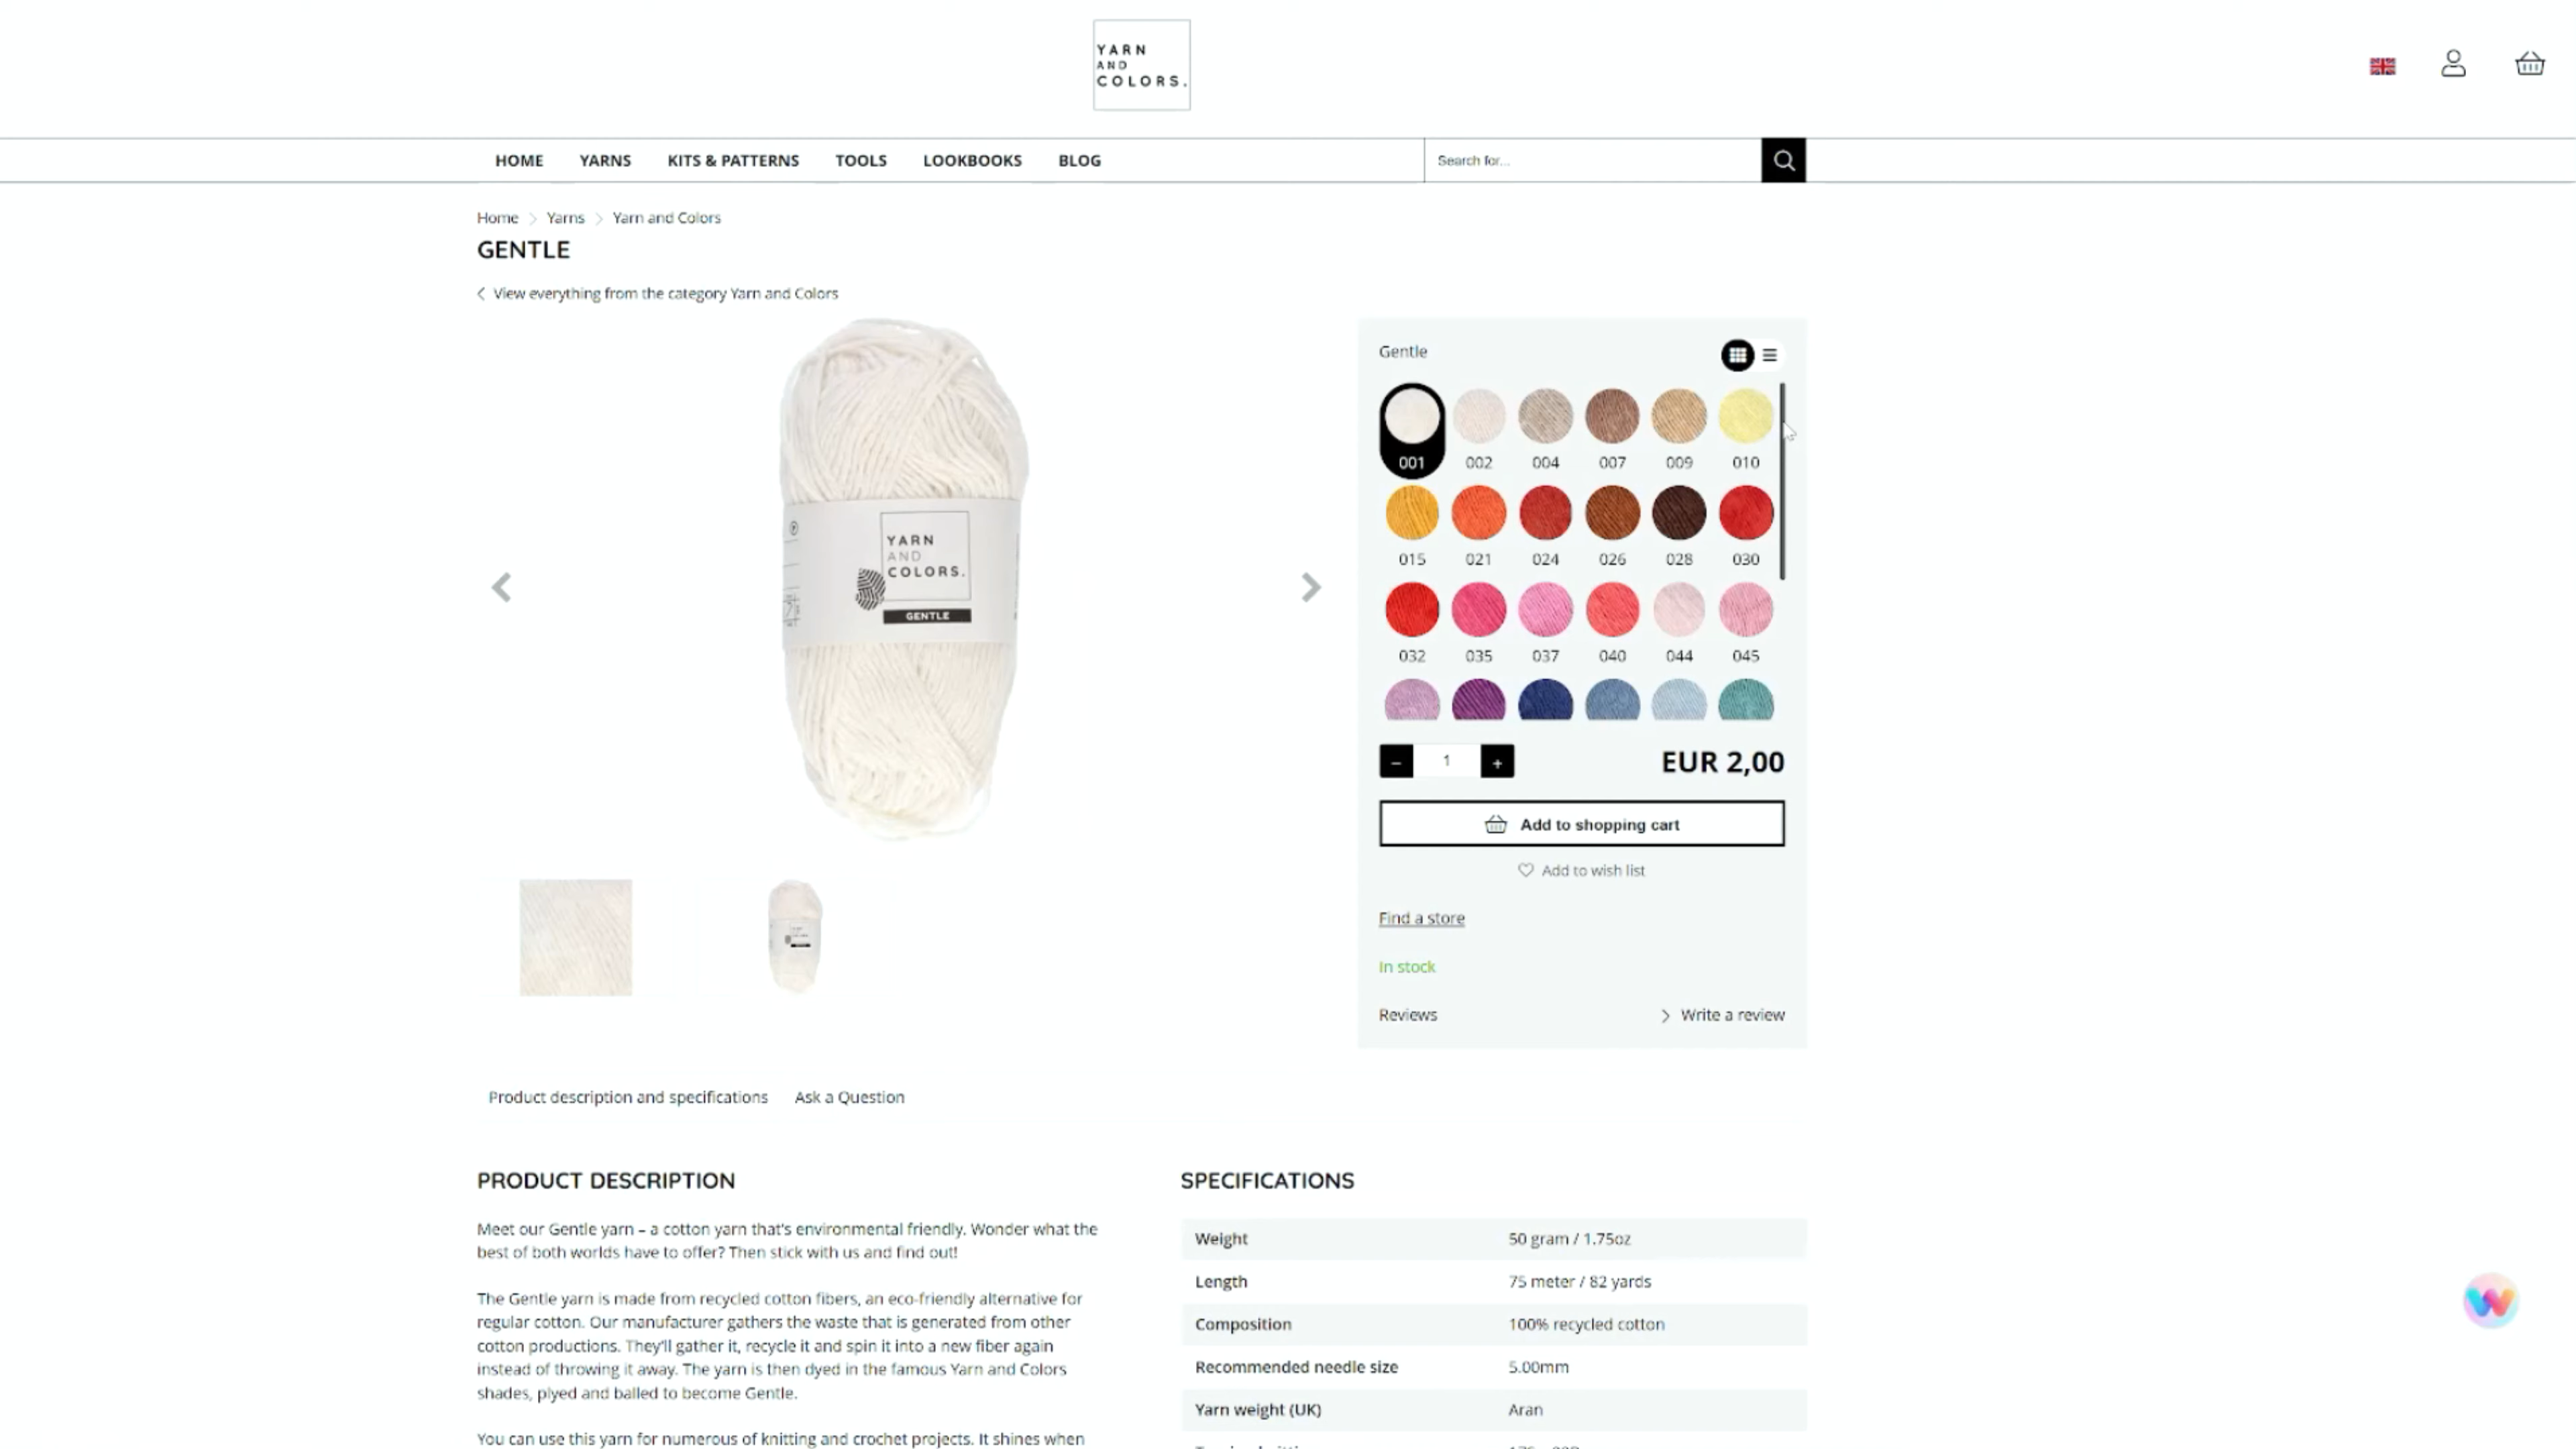 YARN
AND
COLORS.
HOME YARNS KITS & PATTERNS TOOLS LOOKBOOKS BLOG
Search for...
Home > Yarns > Yarn and Colors
GENTLE
< View everything from the category Yarn and Colors
YARN
AND
COLORS.
GENTLE
Gentle
001 002 004 007 009 010
015 021 024 026 028 030
032 035 037 040 044 045
− 1 + EUR 2,00
Add to shopping cart
Add to wish list
Find a store
In stock
Reviews > Write a review
Product description and specifications Ask a Question
PRODUCT DESCRIPTION
Meet our Gentle yarn – a cotton yarn that's environmental friendly. Wonder what the
best of both worlds have to offer? Then stick with us and find out!
The Gentle yarn is made from recycled cotton fibers, an eco-friendly alternative for
regular cotton. Our manufacturer gathers the waste that is generated from other
cotton productions. They'll gather it, recycle it and spin it into a new fiber again
instead of throwing it away. The yarn is then dyed in the famous Yarn and Colors
shades, plyed and balled to become Gentle.
You can use this yarn for numerous of knitting and crochet projects. It shines when
SPECIFICATIONS
Weight 50 gram / 1.75oz
Length 75 meter / 82 yards
Composition 100% recycled cotton
Recommended needle size 5.00mm
Yarn weight (UK) Aran